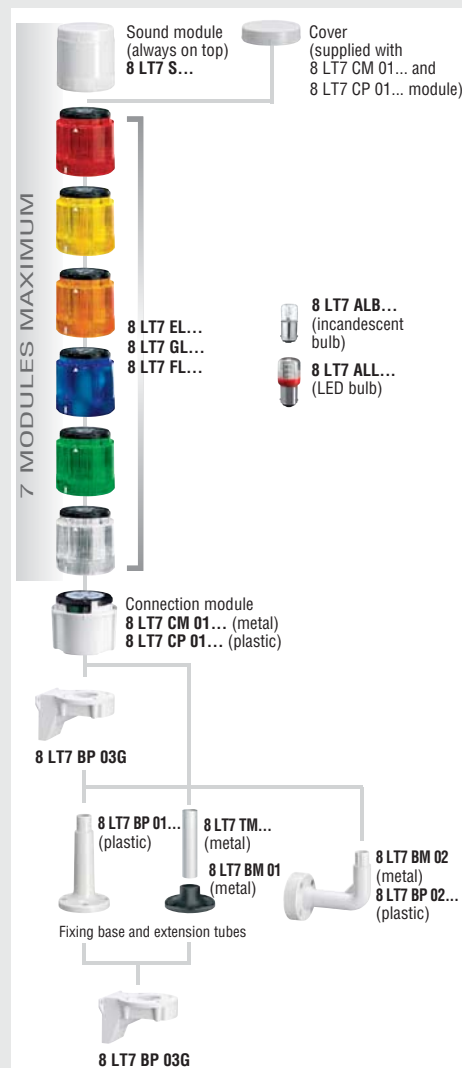 Sound module
(always on top)
8 LT7 S...
Cover
(supplied with
8 LT7 CM 01... and
8 LT7 CP 01... module)
7 MODULES MAXIMUM
8 LT7 EL...
8 LT7 GL...
8 LT7 FL...
8 LT7 ALB...
(incandescent
bulb)
8 LT7 ALL...
(LED bulb)
Connection module
8 LT7 CM 01... (metal)
8 LT7 CP 01... (plastic)
8 LT7 BP 03G
8 LT7 BP 01...
(plastic)
8 LT7 TM...
(metal)
8 LT7 BM 01
(metal)
8 LT7 BM 02
(metal)
8 LT7 BP 02...
(plastic)
Fixing base and extension tubes
8 LT7 BP 03G